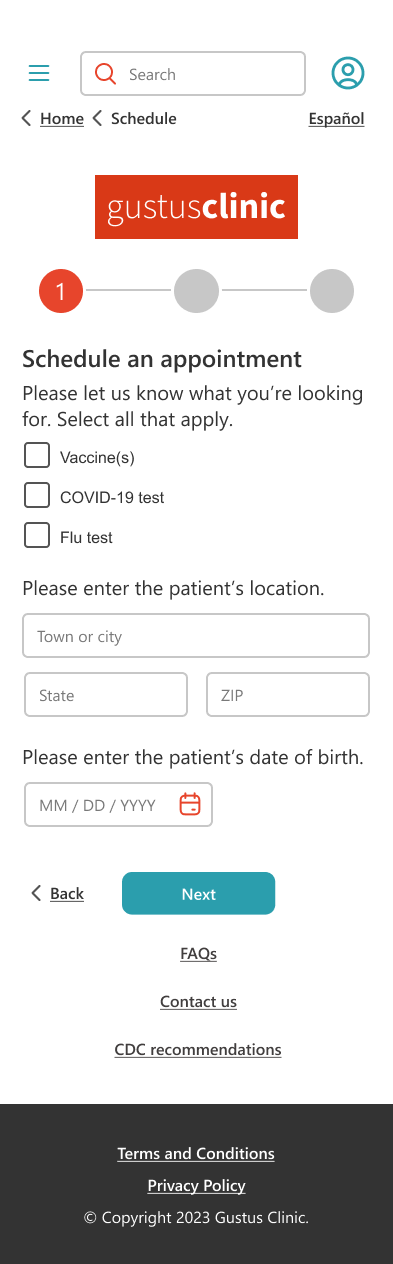 Search
Home Schedule Español
gustusclinic
1
Schedule an appointment
Please let us know what you’re looking
for. Select all that apply.
Vaccine(s)
COVID-19 test
Flu test
Please enter the patient’s location.
Town or city
State ZIP
Please enter the patient’s date of birth.
MM / DD / YYYY
Back Next
FAQs
Contact us
CDC recommendations
Terms and Conditions
Privacy Policy
© Copyright 2023 Gustus Clinic.